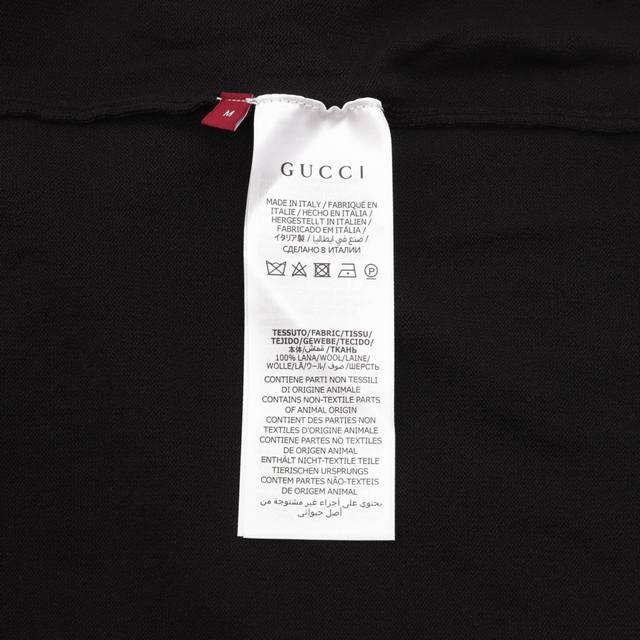 M
GUCCI
MADE IN ITALY / FABRIQUÉ EN
ITALIE / HECHO EN ITALIA /
HERGESTELLT IN ITALIEN /
FABRICADO EM ITÁLIA /
イタリア製 / صنع في ايطاليا /
СДЕЛАНО В ИТАЛИИ
TESSUTO/FABRIC/TISSU/
TEJIDO/GEWEBE/TECIDO/
本体/قماش/ТКАНЬ
100% LANA/WOOL/LAINE/
WOLLE/LÃ/ウール/صوف/ШЕРСТЬ
CONTIENE PARTI NON TESSILI
DI ORIGINE ANIMALE
CONTAINS NON-TEXTILE PARTS
OF ANIMAL ORIGIN
CONTIENT DES PARTIES NON
TEXTILES D'ORIGINE ANIMALE
CONTIENE PARTES NO TEXTILES
DE ORIGEN ANIMAL
ENTHÄLT NICHT-TEXTILE TEILE
TIERISCHEN URSPRUNGS
CONTEM PARTES NÃO-TEXTEIS
DE ORIGEM ANIMAL
يحتوي على أجزاء غير منسوجة من
أصل حيواني